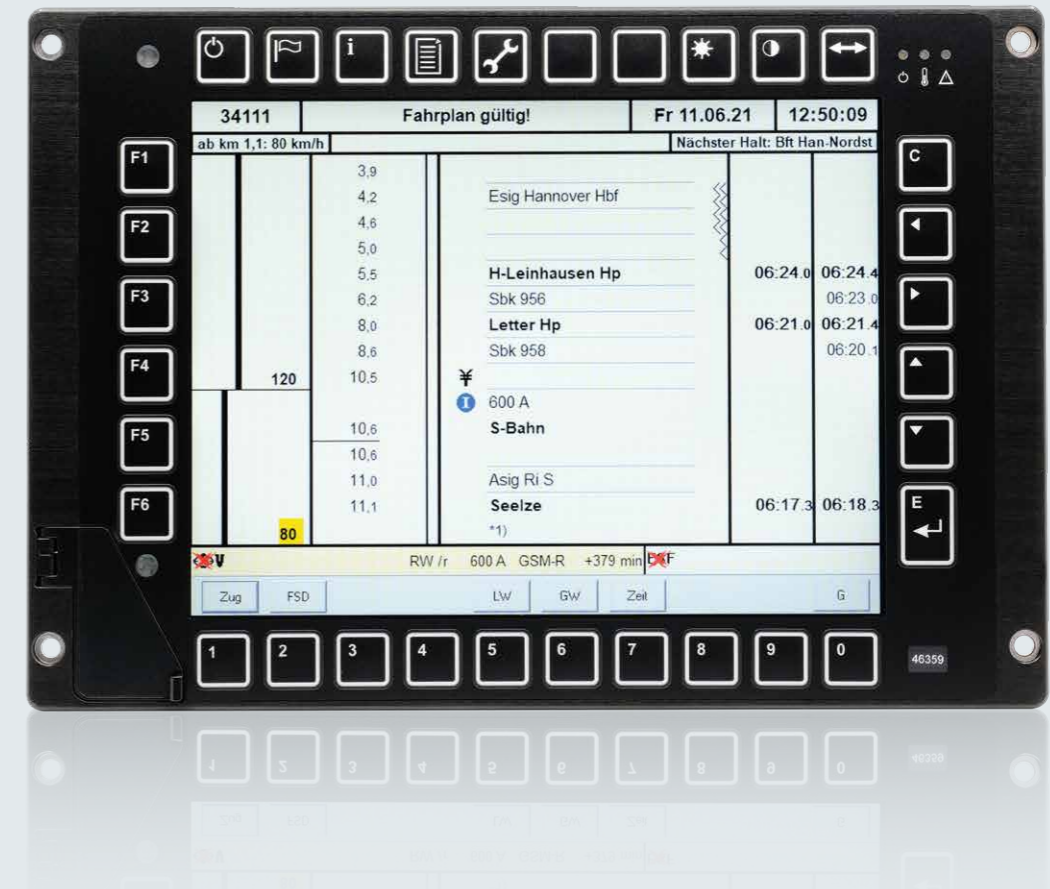 i
34111 Fahrplan gültig! Fr 11.06.21 12:50:09
ab km 1,1: 80 km/h Nächster Halt: Bft Han-Nordst
F1 C
3,9
4,2 Esig Hannover Hbf
F2
4,6
5,0
5,5 H-Leinhausen Hp 06:24.0 06:24.4
F3
6,2 Sbk 956 06:23.0
8,0 Letter Hp 06:21.0 06:21.4
8,6 Sbk 958 06:20.1
F4
120 10,5 ¥
I 600 A
F5
10,6 S-Bahn
10,6
11,0 Asig Ri S
F6 E
11,1 Seelze 06:17.3 06:18.3
80 *1)
V RW /r 600 A GSM-R +379 min
Zug FSD LW GW Zeit G
1 2 3 4 5 6 7 8 9 0
46359